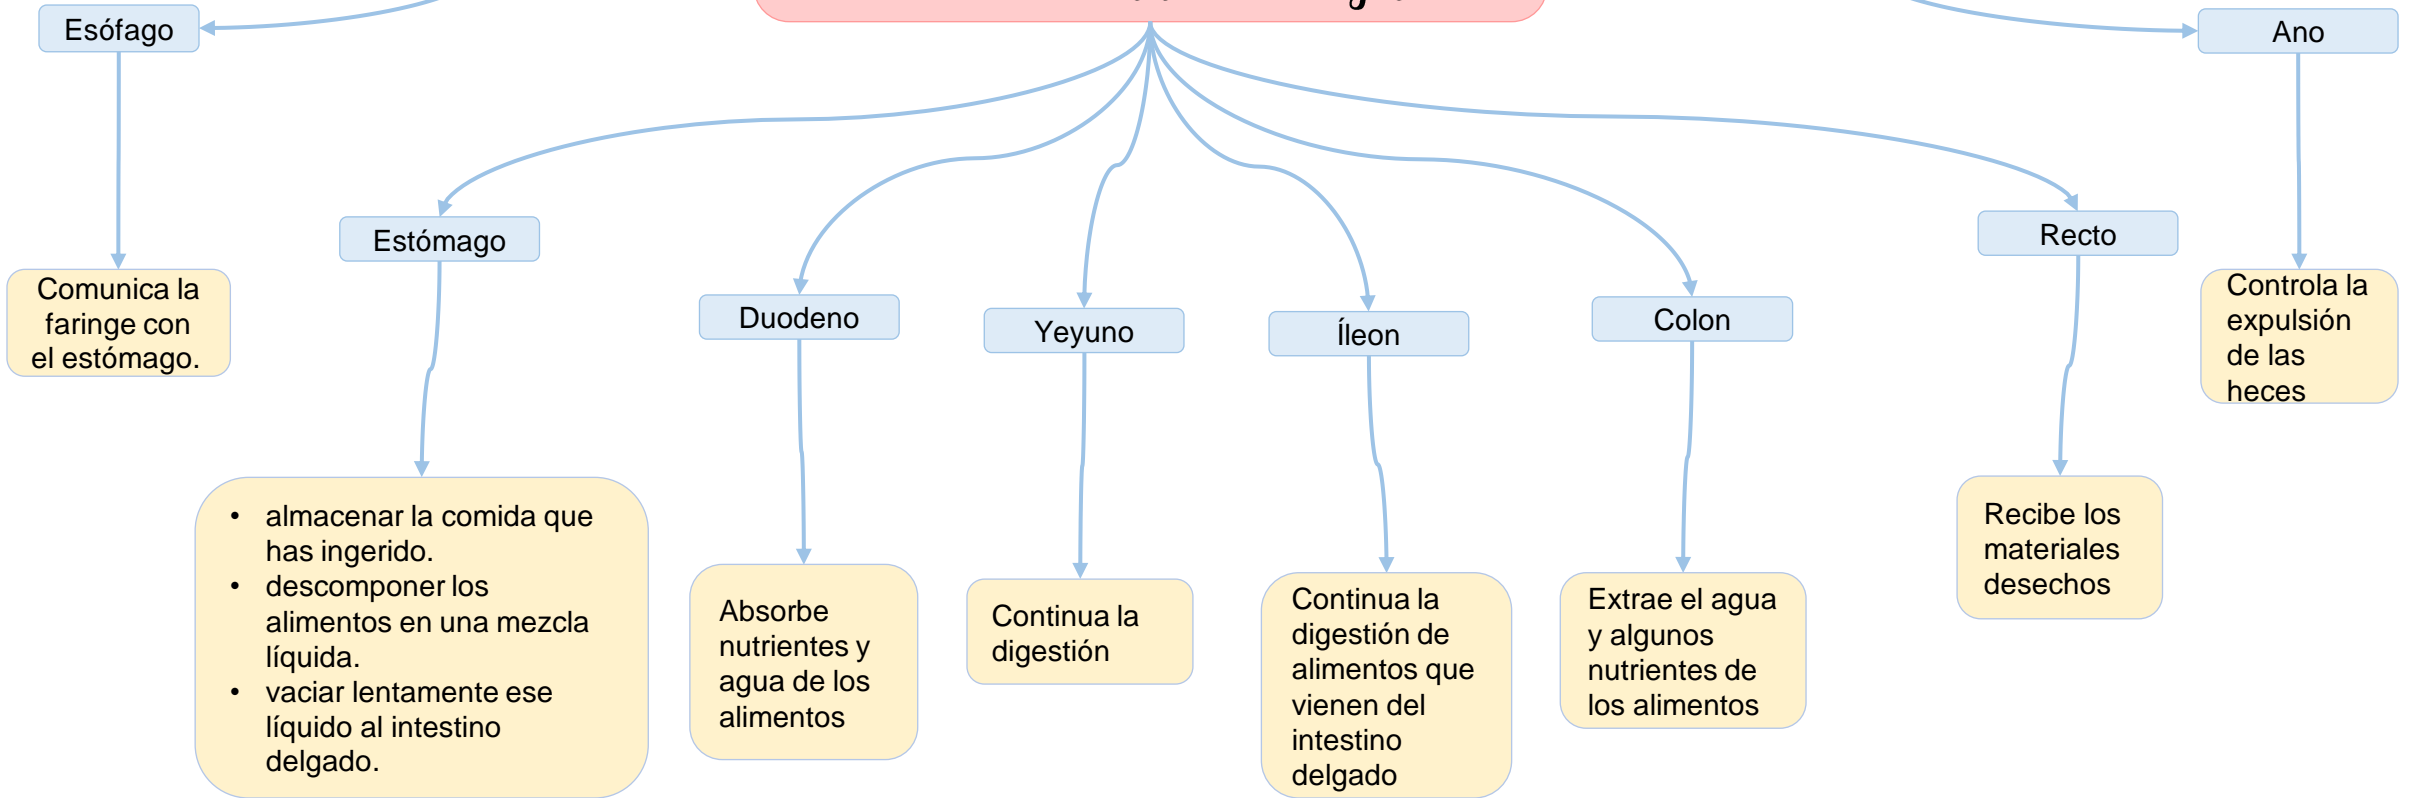 Esófago
Ano
Estómago
Recto
Duodeno
Yeyuno
Íleon
Colon
Comunica la
faringe con
el estómago.
Controla la
expulsión
de las
heces
• almacenar la comida que
has ingerido.
• descomponer los
alimentos en una mezcla
líquida.
• vaciar lentamente ese
líquido al intestino
delgado.
Absorbe
nutrientes y
agua de los
alimentos
Continua la
digestión
Continua la
digestión de
alimentos que
vienen del
intestino
delgado
Extrae el agua
y algunos
nutrientes de
los alimentos
Recibe los
materiales
desechos